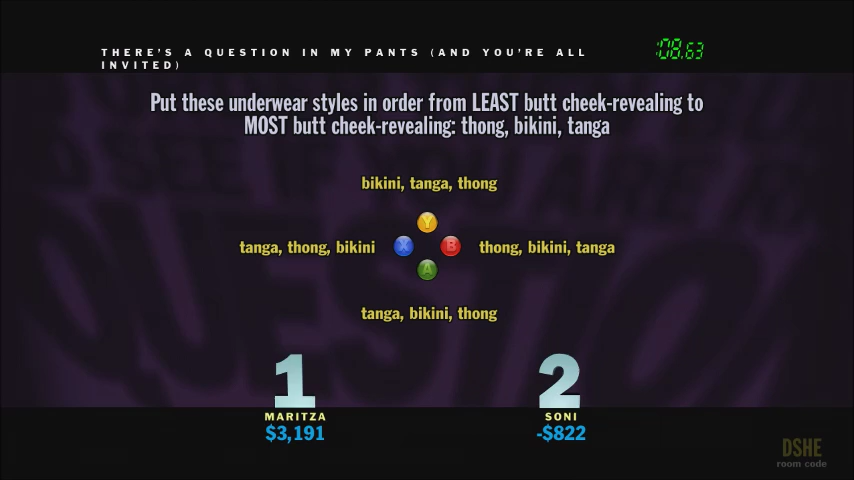 THERE'S A QUESTION IN MY PANTS (AND YOU'RE ALL
INVITED)
:08.63
Put these underwear styles in order from LEAST butt cheek-revealing to
MOST butt cheek-revealing: thong, bikini, tanga
bikini, tanga, thong
Y
tanga, thong, bikini X B thong, bikini, tanga
A
tanga, bikini, thong
1 2
MARITZA SONI
$3,191 -$822
DSHE
room code